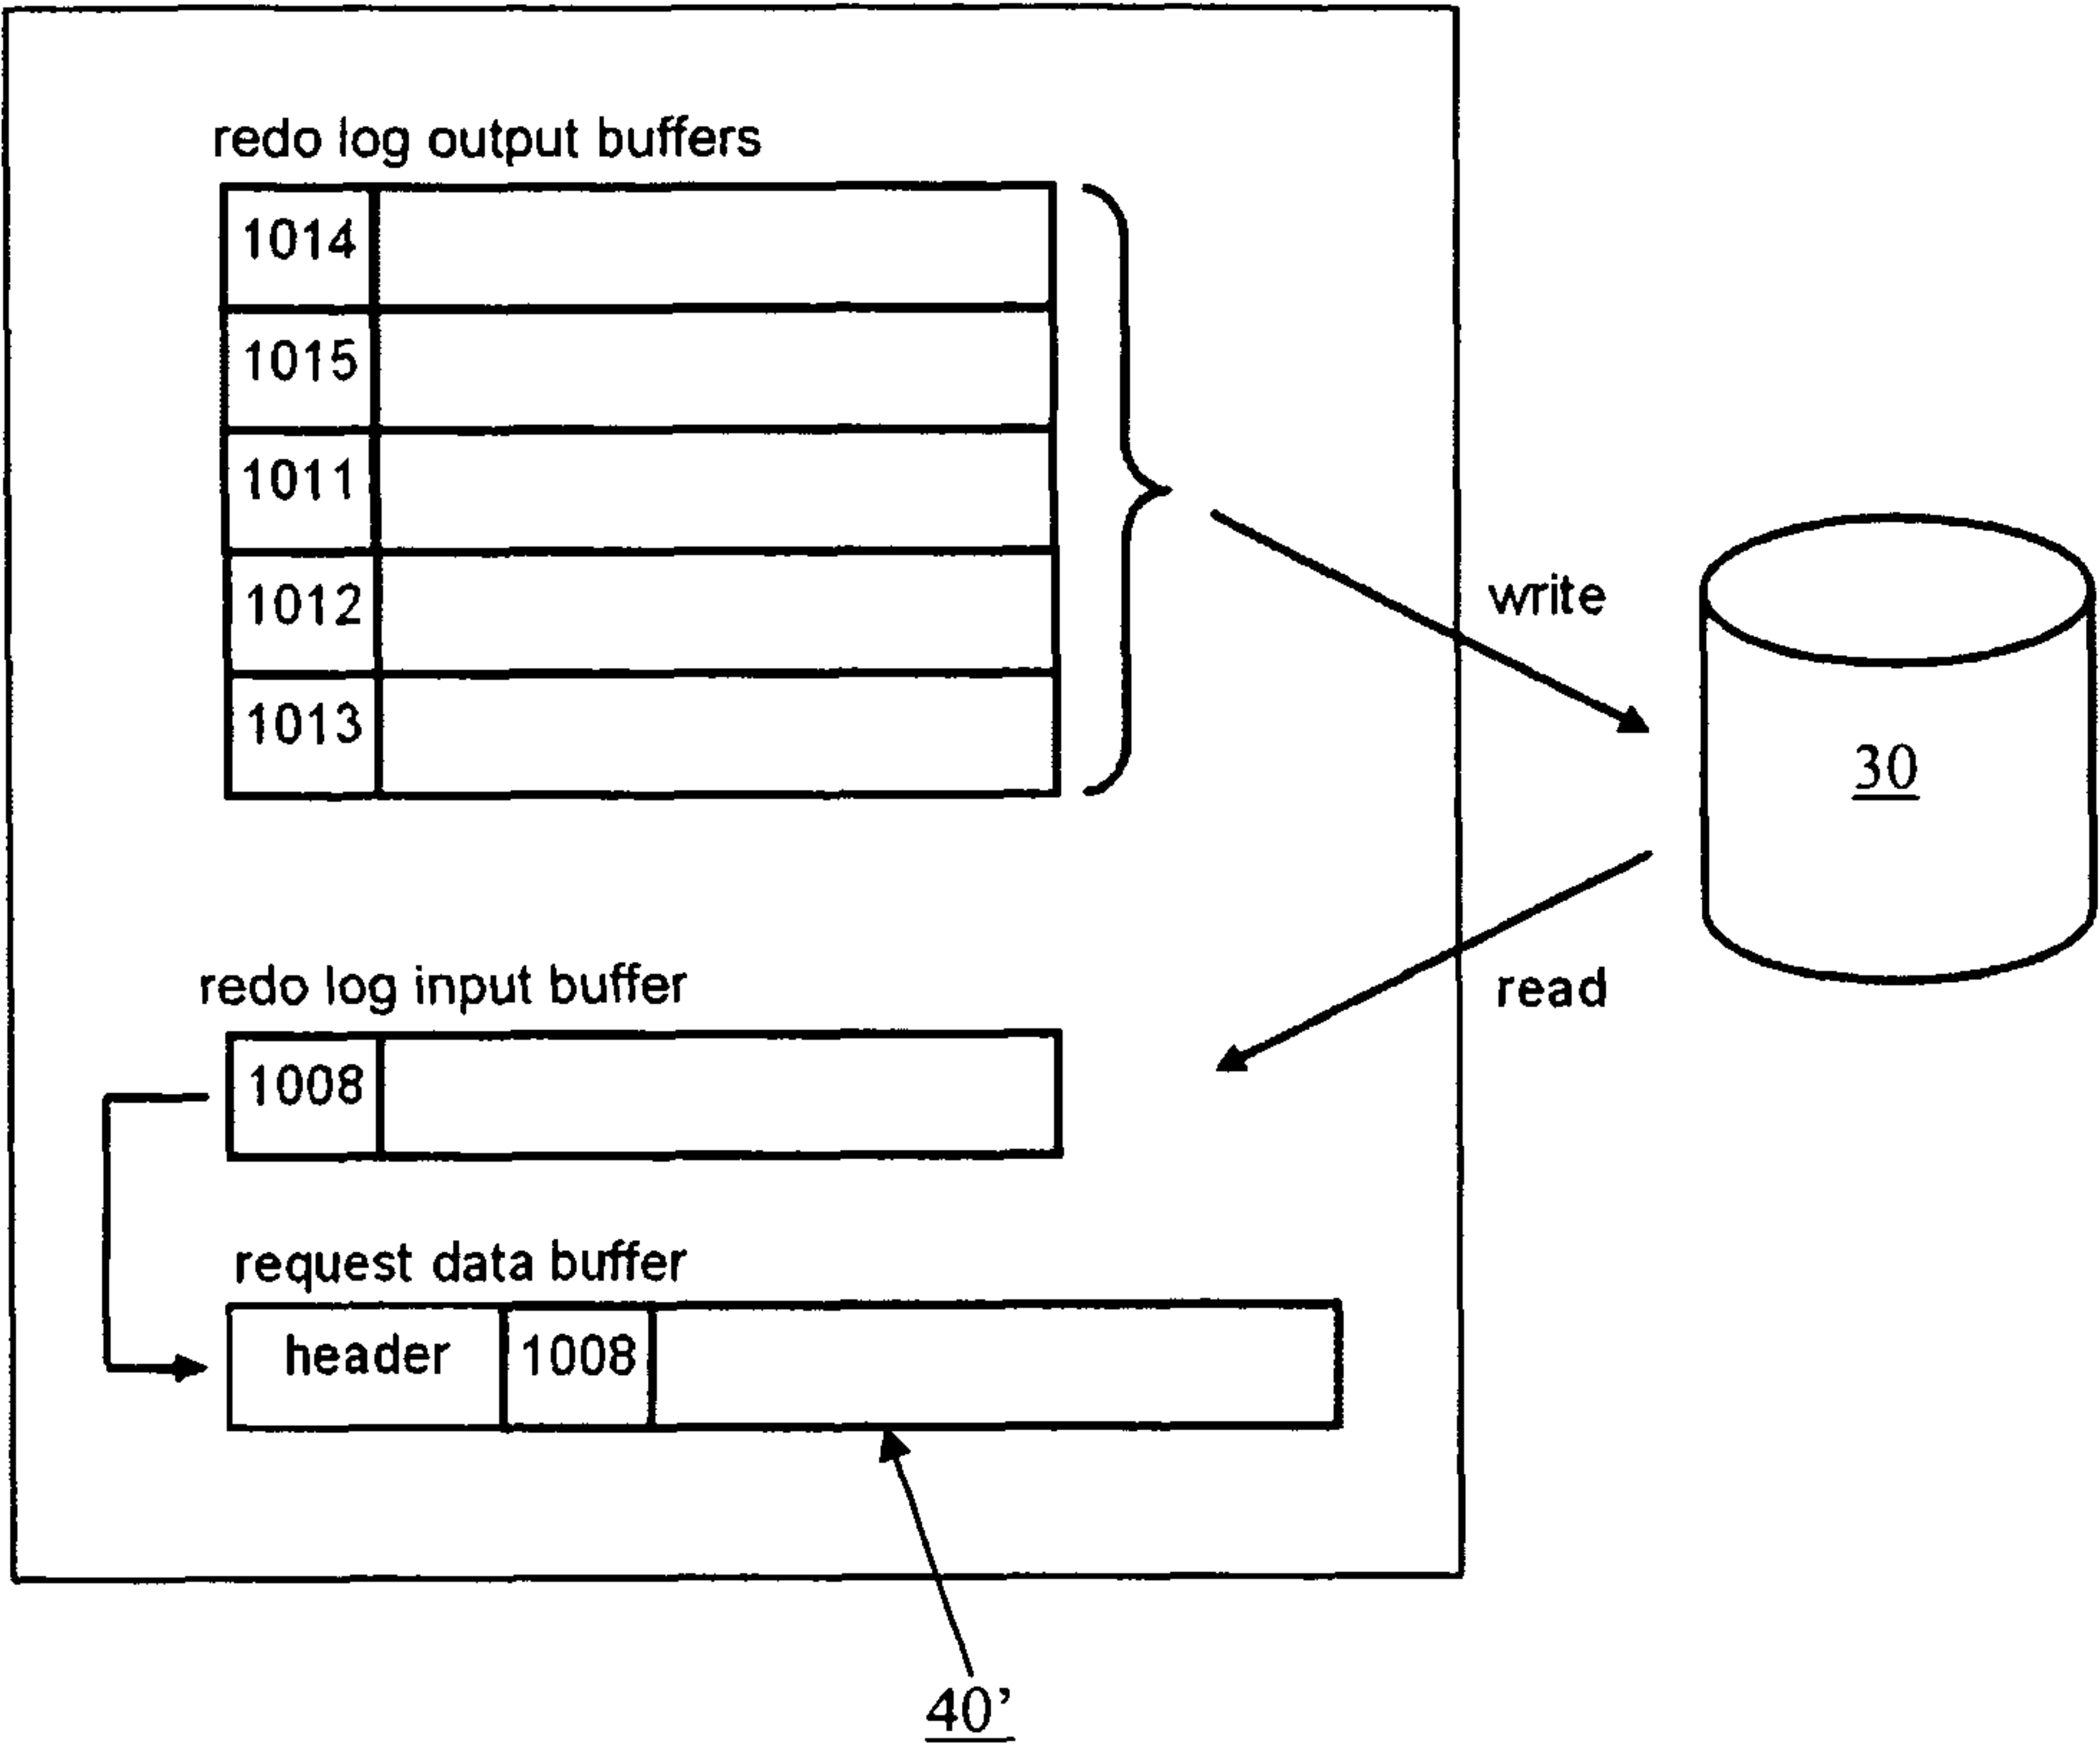 redo log output buffers
1014
1015
1011
1012
1013
write
30
redo log input buffer
read
1008
request data buffer
header 1008
40’